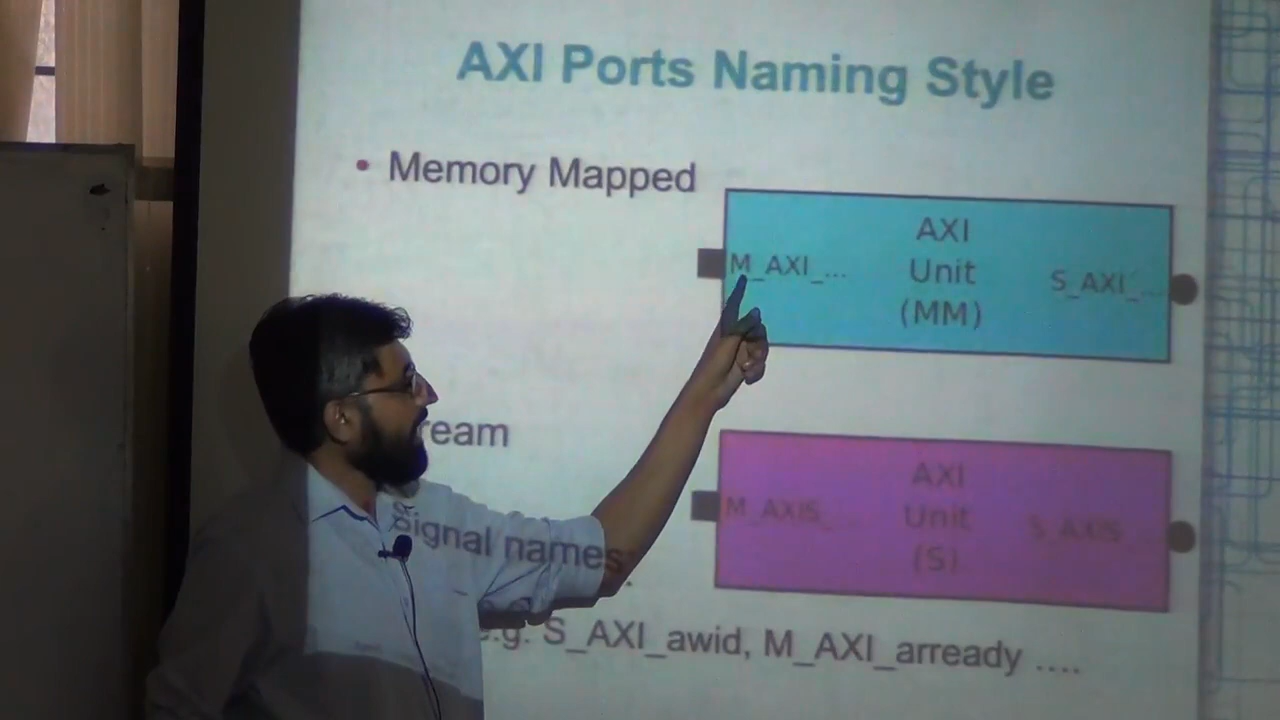 AXI Ports Naming Style
• Memory Mapped
AXI
Unit
(MM)
M_AXI_...
S_AXI_...
ream
AXI
Unit
(S)
M_AXIS_...
S_AXIS_...
Signal names:
e.g. S_AXI_awid, M_AXI_arready ....